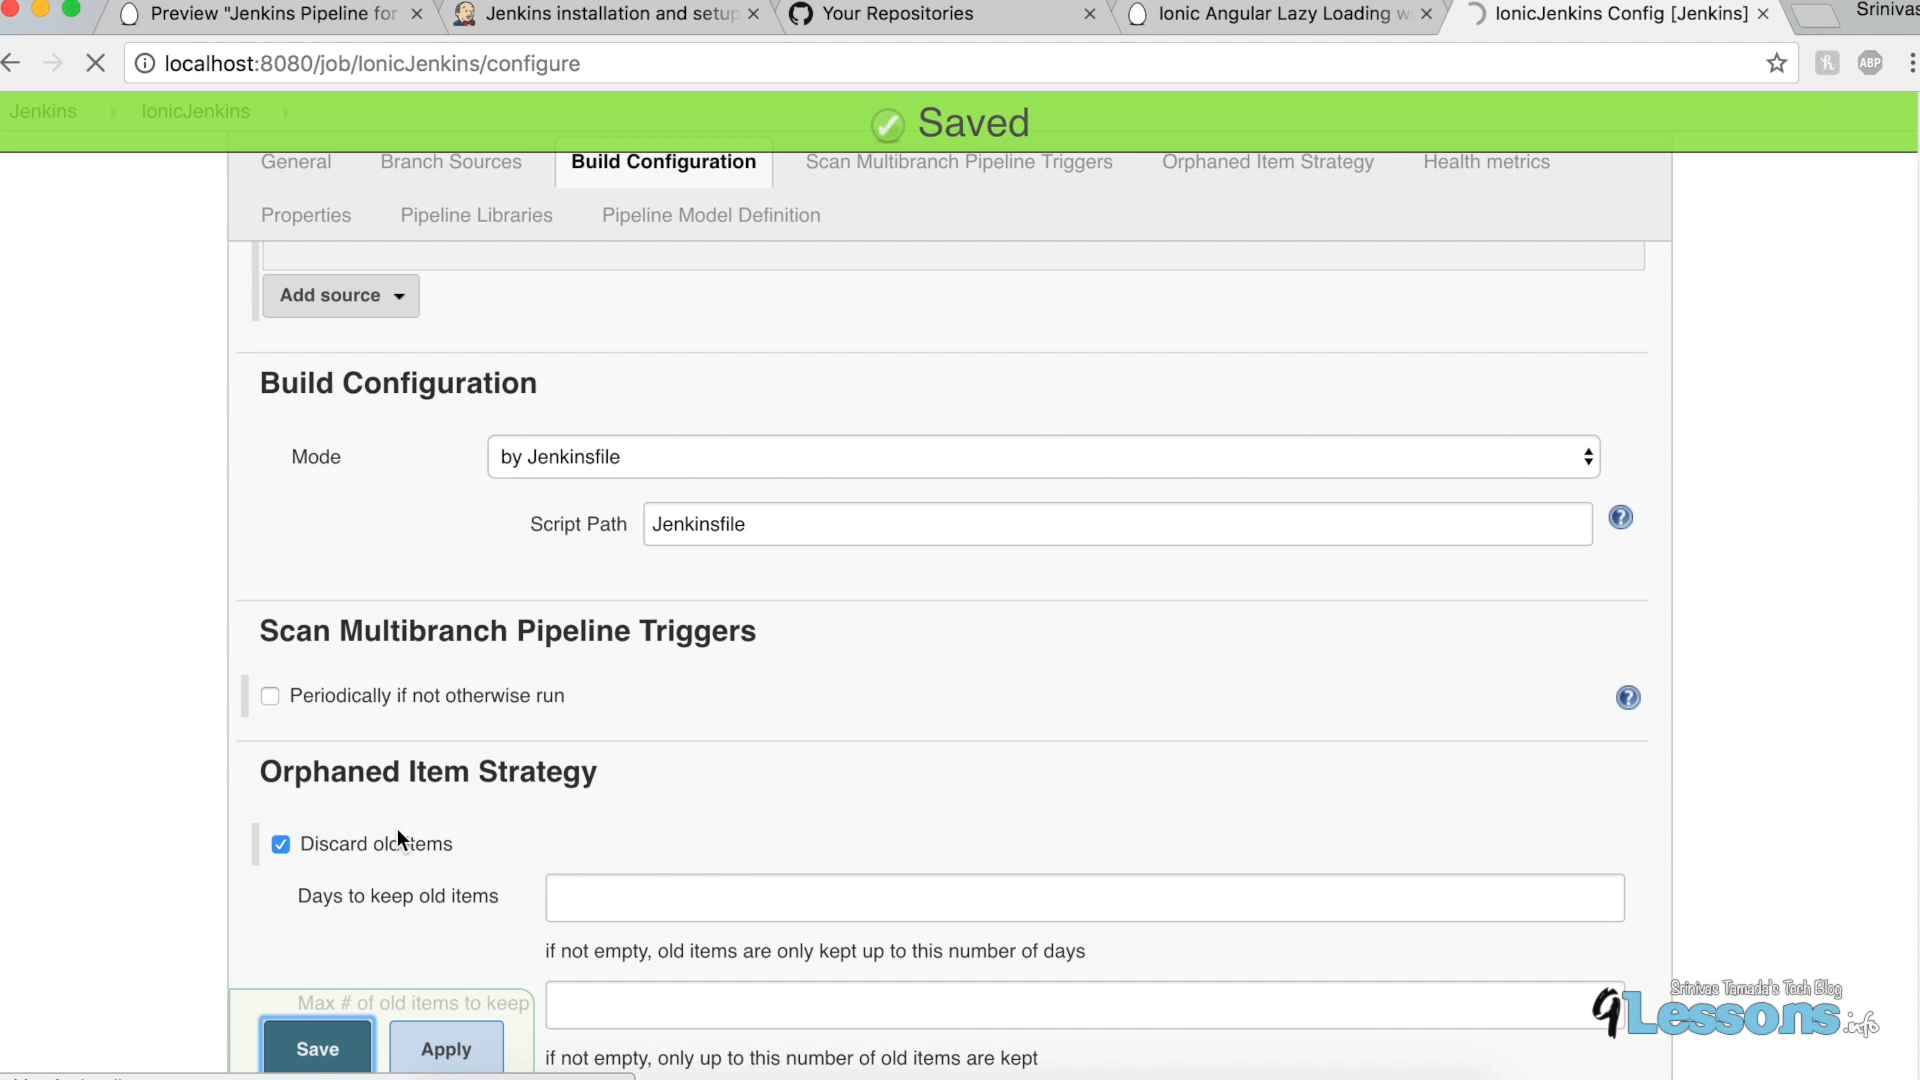 Preview "Jenkins Pipeline for
Jenkins installation and setup
Your Repositories
Ionic Angular Lazy Loading w
IonicJenkins Config [Jenkins]
Srinivas
localhost:8080/job/IonicJenkins/configure
ABP
Jenkins
IonicJenkins
Saved
General
Branch Sources
Build Configuration
Scan Multibranch Pipeline Triggers
Orphaned Item Strategy
Health metrics
Properties
Pipeline Libraries
Pipeline Model Definition
Add source
Build Configuration
Mode
by Jenkinsfile
Script Path
Jenkinsfile
Scan Multibranch Pipeline Triggers
Periodically if not otherwise run
Orphaned Item Strategy
Discard old items
Days to keep old items
if not empty, old items are only kept up to this number of days
Max # of old items to keep
Save
Apply
if not empty, only up to this number of old items are kept
Srinivas Tamada's Tech Blog
9Lessons.info